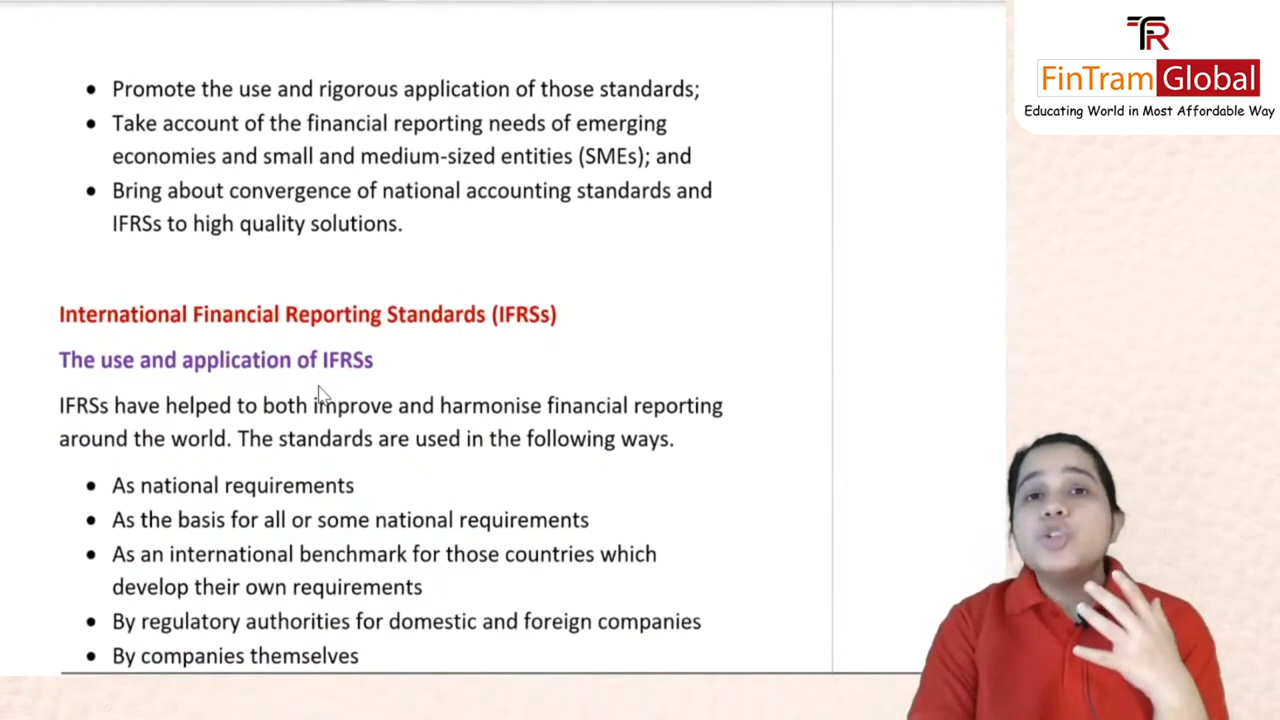 • Promote the use and rigorous application of those standards;
• Take account of the financial reporting needs of emerging
economies and small and medium-sized entities (SMEs); and
• Bring about convergence of national accounting standards and
IFRSs to high quality solutions.
International Financial Reporting Standards (IFRSs)
The use and application of IFRSs
IFRSs have helped to both improve and harmonise financial reporting
around the world. The standards are used in the following ways.
• As national requirements
• As the basis for all or some national requirements
• As an international benchmark for those countries which
develop their own requirements
• By regulatory authorities for domestic and foreign companies
• By companies themselves
TR
FinTram Global
Educating World in Most Affordable Way